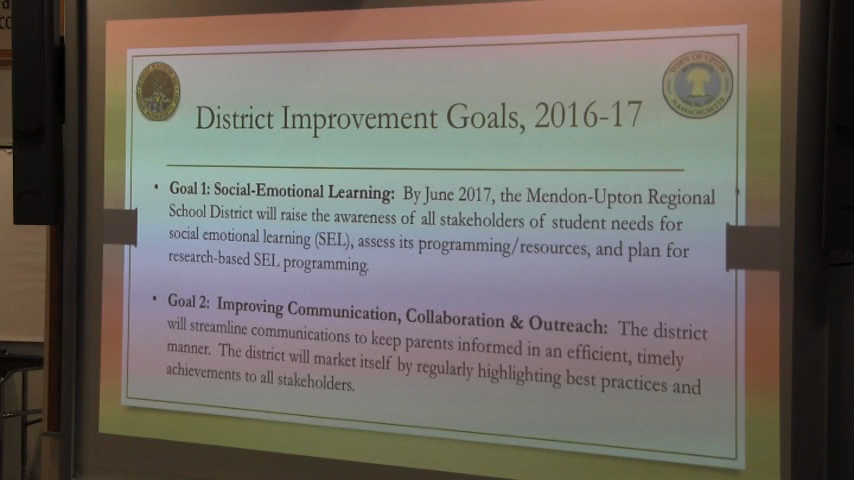 District Improvement Goals, 2016-17
TOWN OF UPTON
MASSACHUSETTS
• Goal 1: Social-Emotional Learning: By June 2017, the Mendon-Upton Regional
School District will raise the awareness of all stakeholders of student needs for
social emotional learning (SEL), assess its programming/resources, and plan for
research-based SEL programming.
• Goal 2: Improving Communication, Collaboration & Outreach: The district
will streamline communications to keep parents informed in an efficient, timely
manner. The district will market itself by regularly highlighting best practices and
achievements to all stakeholders.